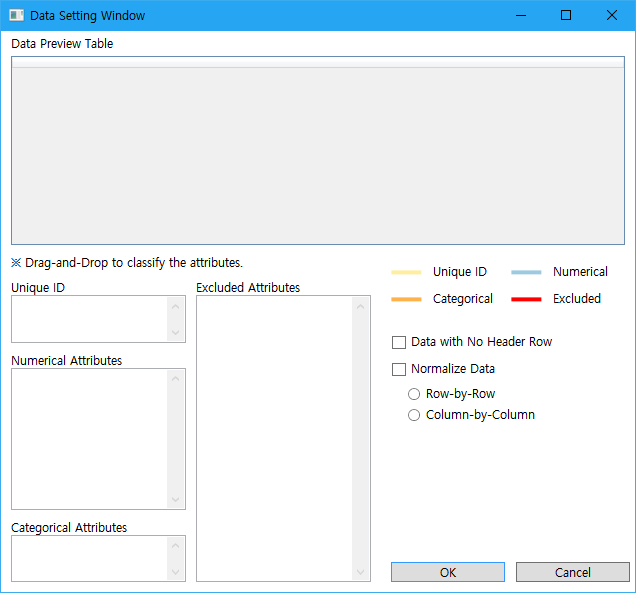 Data Setting Window
Data Preview Table
※ Drag-and-Drop to classify the attributes.
Unique ID
Excluded Attributes
Numerical Attributes
Categorical Attributes
Unique ID
Numerical
Categorical
Excluded
Data with No Header Row
Normalize Data
Row-by-Row
Column-by-Column
OK
Cancel